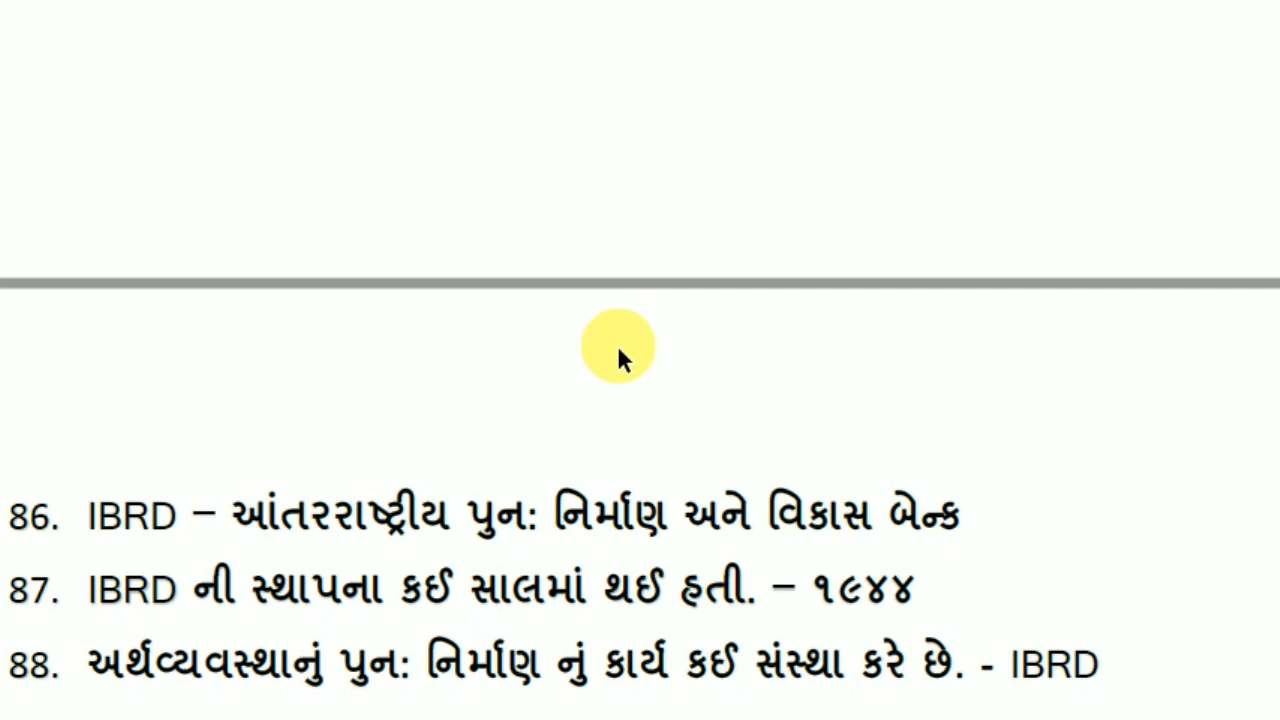 86. IBRD – આંતરરાષ્ટ્રીય પુન: નિર્માણ અને વિકાસ બેન્ક
87. IBRD ની સ્થાપના કઈ સાલમાં થઈ હતી. – ૧૯૪૪
88. અર્થવ્યવસ્થાનું પુન: નિર્માણ નું કાર્ય કઈ સંસ્થા કરે છે. - IBRD